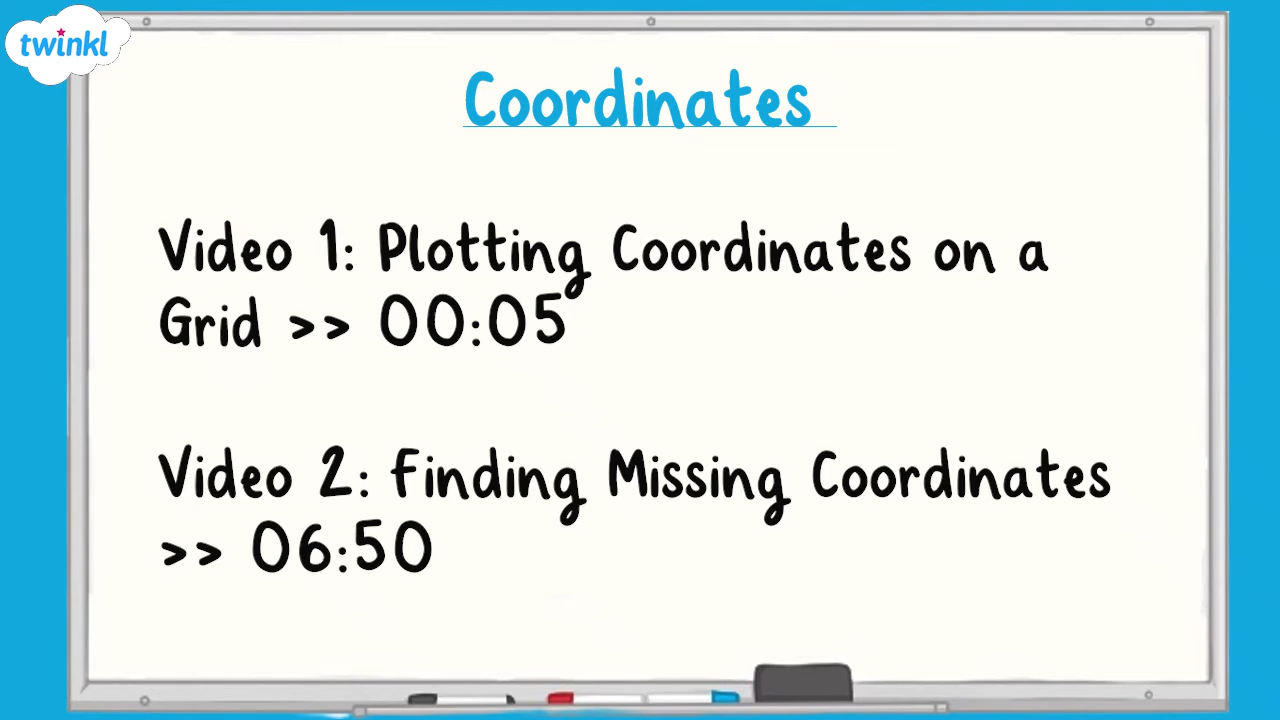 twinkl
Coordinates
Video 1: Plotting Coordinates on a
Grid >> 00:05
Video 2: Finding Missing Coordinates
>> 06:50